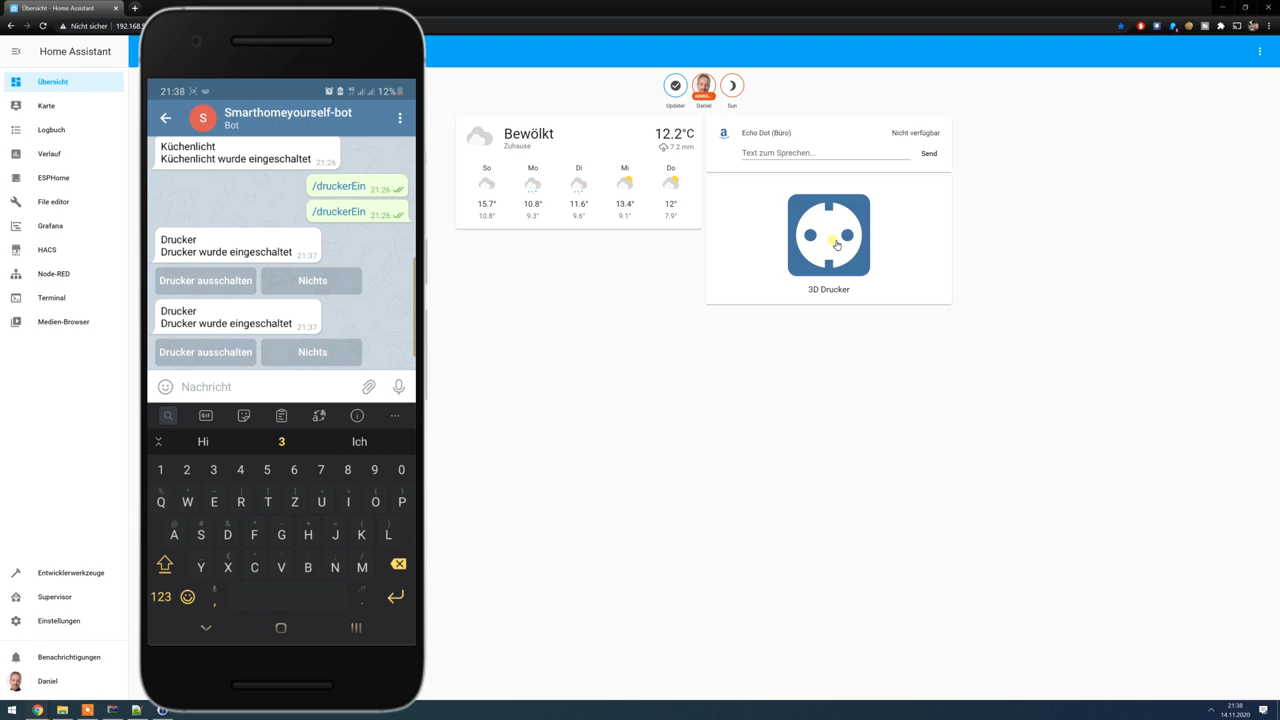 Übersicht - Home Assistant
Nicht sicher
192.168.
Home Assistant
Übersicht
Karte
Logbuch
Verlauf
ESPHome
File editor
Grafana
HACS
Node-RED
Terminal
Medien-Browser
Entwicklerwerkzeuge
Supervisor
Einstellungen
Benachrichtigungen
Daniel
21:38
12%
S
Smarthomeyourself-bot
Bot
Küchenlicht
Küchenlicht wurde eingeschaltet 21:26
/druckerEin 21:26
/druckerEin 21:26
Drucker
Drucker wurde eingeschaltet 21:37
Drucker ausschalten
Nichts
Drucker
Drucker wurde eingeschaltet 21:37
Drucker ausschalten
Nichts
Nachricht
GIF
Hi
3
Ich
1 2 3 4 5 6 7 8 9 0
Q W E R T Z U I O P
A S D F G H J K L
Y X C V B N M
123 , .
Updater
Daniel
Sun
Bewölkt
Zuhause
12.2°C
7.2 mm
So Mo Di Mi Do
15.7° 10.8° 11.6° 13.4° 12°
10.8° 9.3° 9.6° 9.1° 7.9°
Echo Dot (Büro)
Nicht verfügbar
Text zum Sprechen...
Send
3D Drucker
21:38
14.11.2020